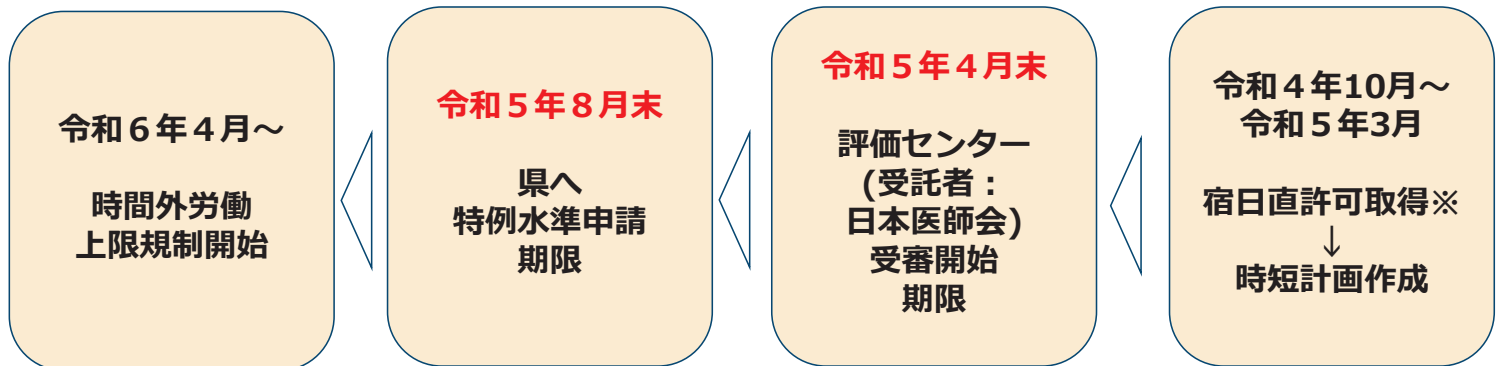 令和６年４月～
時間外労働
上限規制開始
令和５年８月末
県へ
特例水準申請
期限
令和５年４月末
評価センター
(受託者：
日本医師会)
受審開始
期限
令和４年10月～
令和５年3月
宿日直許可取得※
↓
時短計画作成